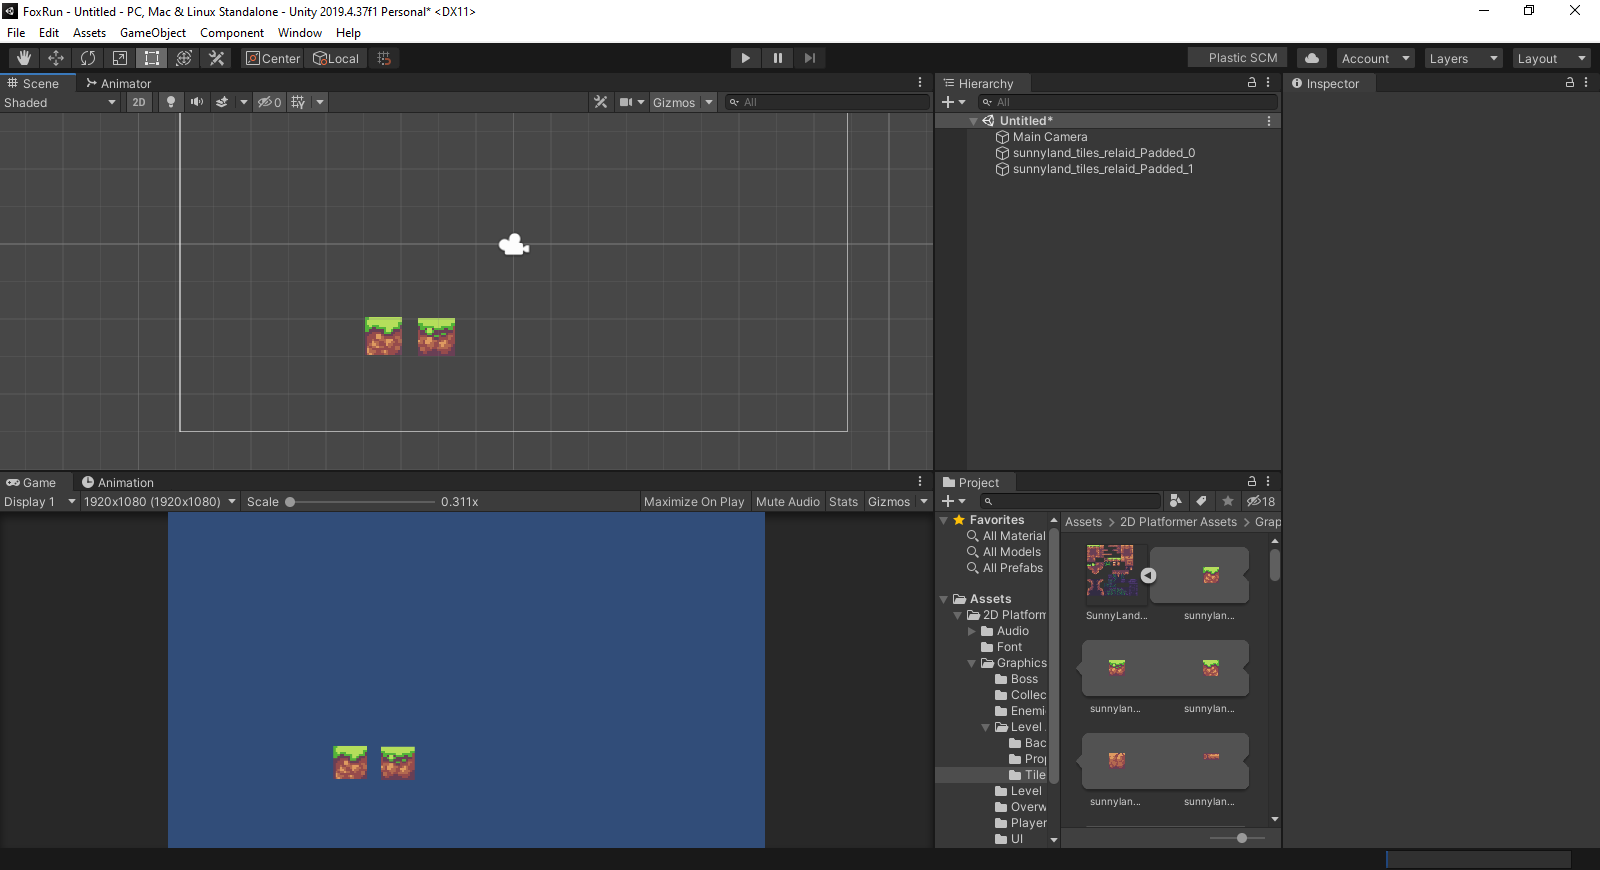 FoxRun - Untitled - PC, Mac & Linux Standalone - Unity 2019.4.37f1 Personal* <DX11>
File Edit Assets GameObject Component Window Help
Center Local Plastic SCM Account Layers Layout
Scene Animator
Shaded 2D 0 Gizmos All
Hierarchy
All
Untitled*
Main Camera
sunnyland_tiles_relaid_Padded_0
sunnyland_tiles_relaid_Padded_1
Inspector
Game Animation
Display 1 1920x1080 (1920x1080) Scale 0.311x Maximize On Play Mute Audio Stats Gizmos
Project
18
Favorites
All Material
All Models
All Prefabs
Assets
2D Platforn
Audio
Font
Graphics
Boss
Collec
Enemi
Level
Bac
Prop
Tile
Level
Overw
Player
UI
Assets > 2D Platformer Assets > Grap
SunnyLand... sunnylan...
sunnylan... sunnylan...
sunnylan... sunnylan...